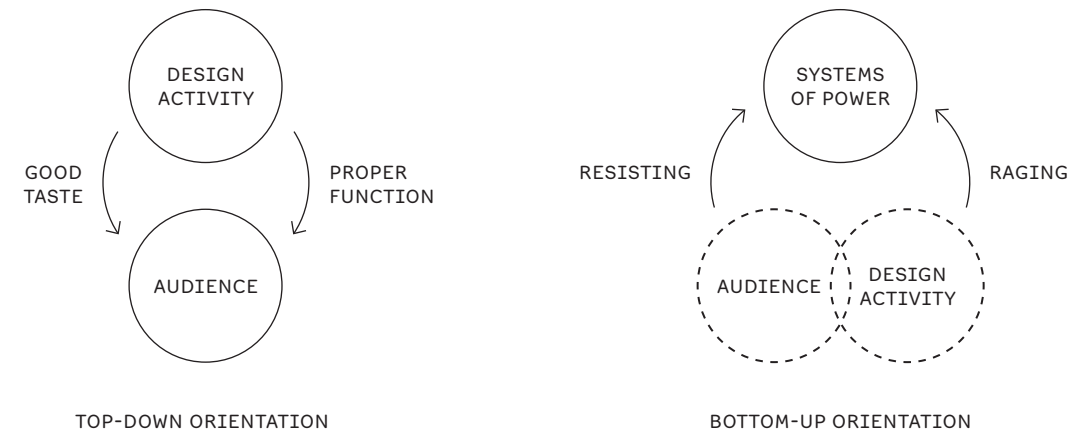 DESIGN
ACTIVITY
GOOD
TASTE
PROPER
FUNCTION
AUDIENCE
TOP-DOWN ORIENTATION
SYSTEMS
OF POWER
RESISTING
RAGING
AUDIENCE
DESIGN
ACTIVITY
BOTTOM-UP ORIENTATION